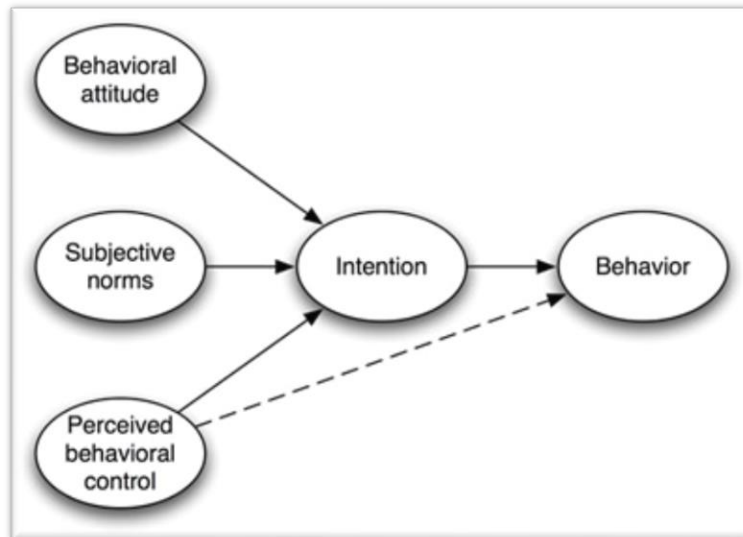 Behavioral
attitude
Subjective
norms
Intention
Behavior
Perceived
behavioral
control